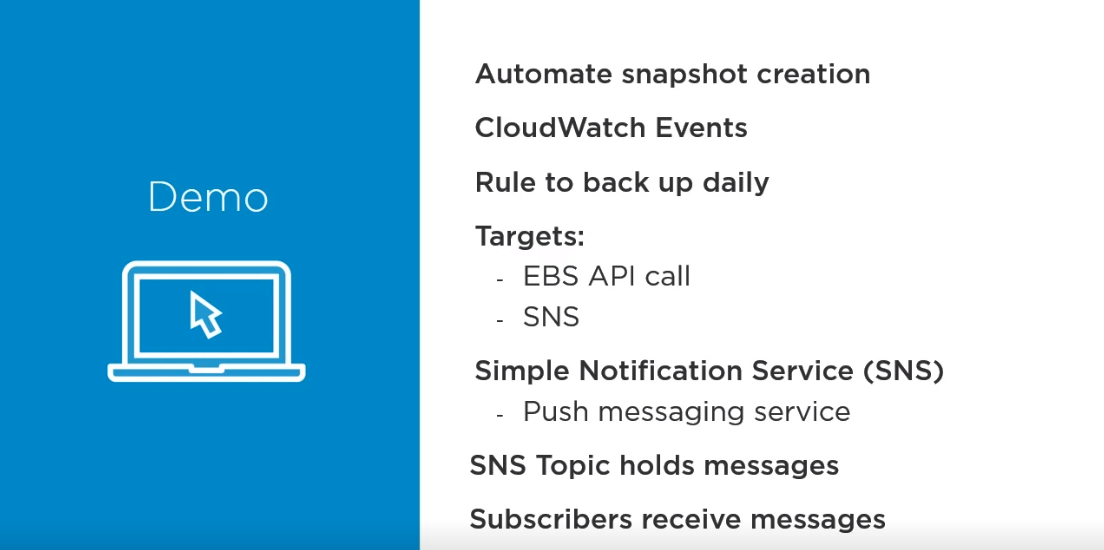 Demo
Automate snapshot creation
CloudWatch Events
Rule to back up daily
Targets:
- EBS API call
- SNS
Simple Notification Service (SNS)
- Push messaging service
SNS Topic holds messages
Subscribers receive messages